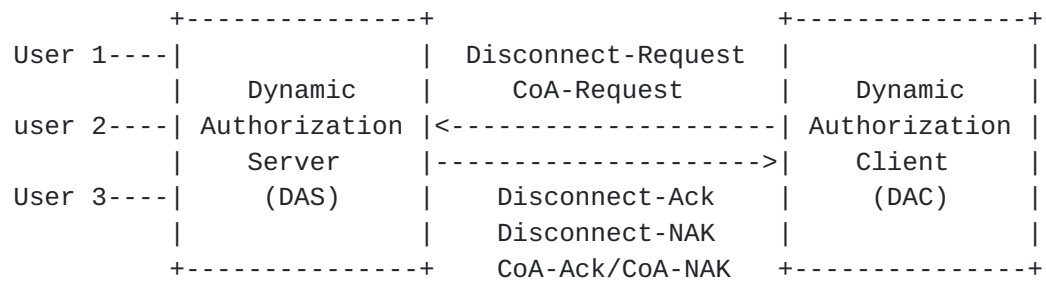 +---------------+                      +---------------+
 User 1----|               |  Disconnect-Request  |               |
           |    Dynamic    |     CoA-Request      |    Dynamic    |
 user 2----| Authorization |<---------------------| Authorization |
           |    Server     |--------------------->|    Client     |
 User 3----|     (DAS)     |    Disconnect-Ack    |     (DAC)     |
           |               |    Disconnect-NAK    |               |
           +---------------+    CoA-Ack/CoA-NAK   +---------------+